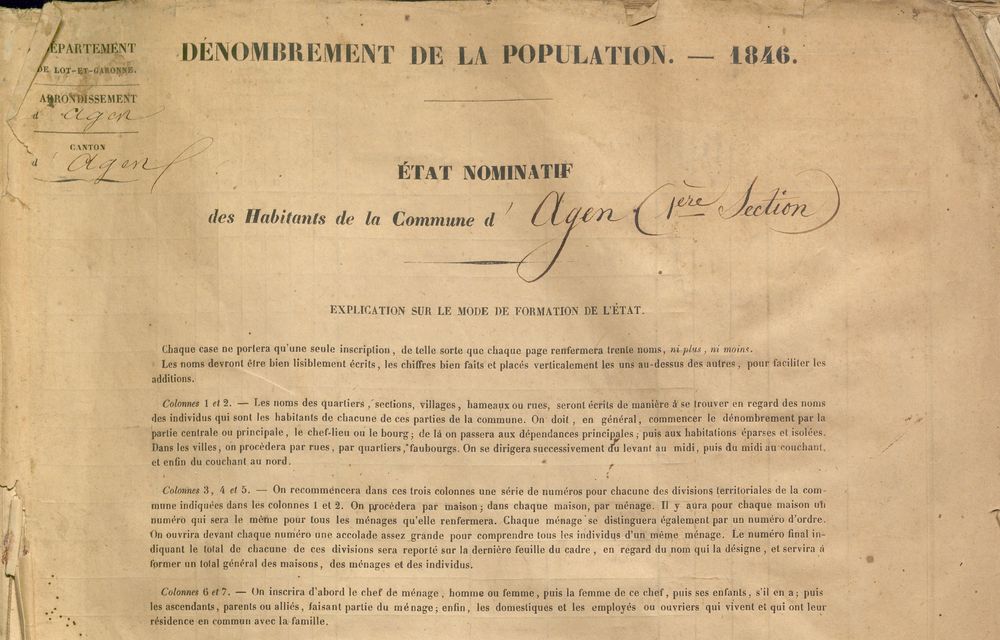 DÉPARTEMENT
DE LOT-ET-GARONNE.
ARRONDISSEMENT
d' agen
CANTON
d' agen
DÉNOMBREMENT DE LA POPULATION. — 1846.
ÉTAT NOMINATIF
des Habitants de la Commune d' Agen (1ère Section)
EXPLICATION SUR LE MODE DE FORMATION DE L'ÉTAT.
Chaque case ne portera qu'une seule inscription, de telle sorte que chaque page renfermera trente noms, ni plus, ni moins.
Les noms devront être bien lisiblement écrits, les chiffres bien faits et placés verticalement les uns au-dessus des autres, pour faciliter les
additions.
Colonnes 1 et 2. — Les noms des quartiers, sections, villages, hameaux ou rues, seront écrits de manière à se trouver en regard des noms
des individus qui sont les habitants de chacune de ces parties de la commune. On doit, en général, commencer le dénombrement par la
partie centrale ou principale, le chef-lieu ou le bourg; de là on passera aux dépendances principales; puis aux habitations éparses et isolées.
Dans les villes, on procèdera par rues, par quartiers, faubourgs. On se dirigera successivement du levant au midi, puis du midi au couchant,
et enfin du couchant au nord.
Colonnes 3, 4 et 5. — On recommencera dans ces trois colonnes une série de numéros pour chacune des divisions territoriales de la com-
mune indiquées dans les colonnes 1 et 2. On procèdera par maison; dans chaque maison, par ménage. Il y aura pour chaque maison un
numéro qui sera le même pour tous les ménages qu'elle renfermera. Chaque ménage se distinguera également par un numéro d'ordre.
On ouvrira devant chaque numéro une accolade assez grande pour comprendre tous les individus d'un même ménage. Le numéro final in-
diquant le total de chacune de ces divisions sera reporté sur la dernière feuille du cadre, en regard du nom qui la désigne, et servira à
former un total général des maisons, des ménages et des individus.
Colonnes 6 et 7. — On inscrira d'abord le chef de ménage, homme ou femme, puis la femme de ce chef, puis ses enfants, s'il en a; puis
les ascendants, parents ou alliés, faisant partie du ménage; enfin, les domestiques et les employés ou ouvriers qui vivent et qui ont leur
résidence en commun avec la famille.